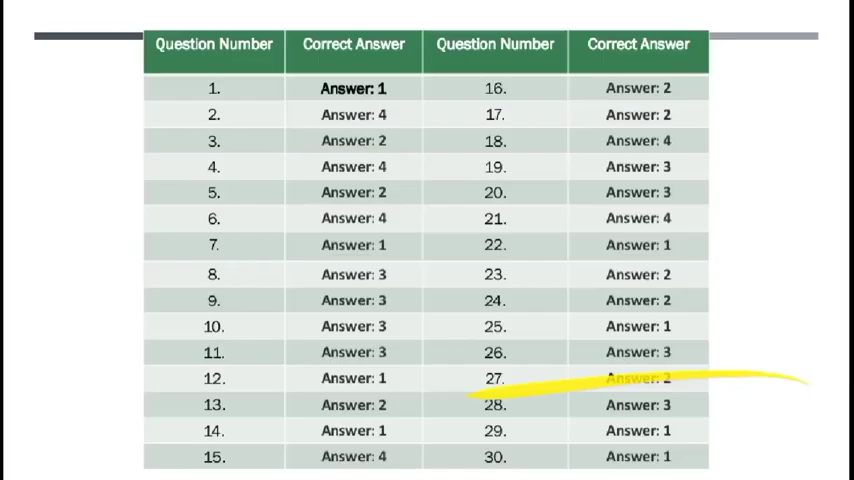 Question Number Correct Answer Question Number Correct Answer
1. Answer: 1 16. Answer: 2
2. Answer: 4 17. Answer: 2
3. Answer: 2 18. Answer: 4
4. Answer: 4 19. Answer: 3
5. Answer: 2 20. Answer: 3
6. Answer: 4 21. Answer: 4
7. Answer: 1 22. Answer: 1
8. Answer: 3 23. Answer: 2
9. Answer: 3 24. Answer: 2
10. Answer: 3 25. Answer: 1
11. Answer: 3 26. Answer: 3
12. Answer: 1 27. Answer: 2
13. Answer: 2 28. Answer: 3
14. Answer: 1 29. Answer: 1
15. Answer: 4 30. Answer: 1